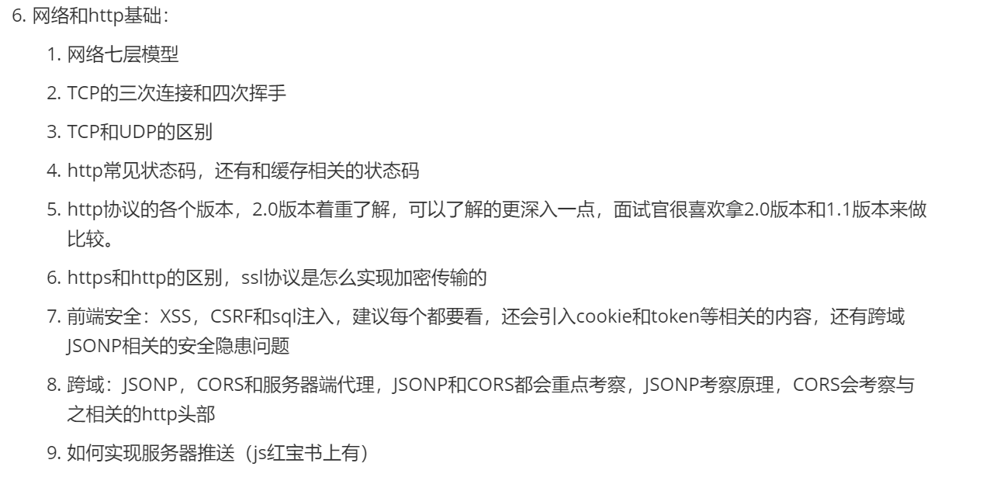 6. 网络和http基础：
1. 网络七层模型
2. TCP的三次连接和四次挥手
3. TCP和UDP的区别
4. http常见状态码，还有和缓存相关的状态码
5. http协议的各个版本，2.0版本着重了解，可以了解的更深入一点，面试官很喜欢拿2.0版本和1.1版本来做
比较。
6. https和http的区别，ssl协议是怎么实现加密传输的
7. 前端安全：XSS，CSRF和sql注入，建议每个都要看，还会引入cookie和token等相关的内容，还有跨域
JSONP相关的安全隐患问题
8. 跨域：JSONP，CORS和服务器端代理，JSONP和CORS都会重点考察，JSONP考察原理，CORS会考察与
之相关的http头部
9. 如何实现服务器推送（js红宝书上有）